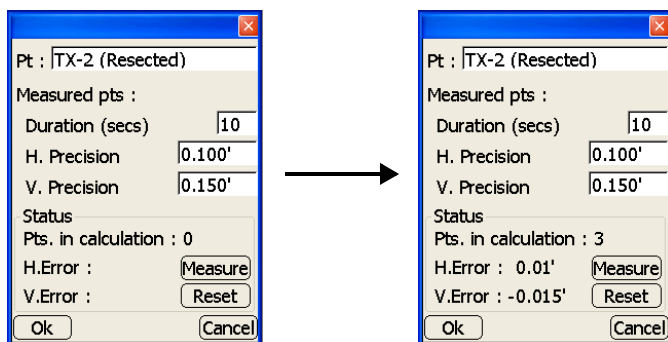 Pt : TX-2 (Resected)
Measured pts :
Duration (secs) 10
H. Precision 0.100'
V. Precision 0.150'
Status
Pts. in calculation : 0
H.Error : Measure
V.Error : Reset
Ok Cancel
Pt : TX-2 (Resected)
Measured pts :
Duration (secs) 10
H. Precision 0.100'
V. Precision 0.150'
Status
Pts. in calculation : 3
H.Error : 0.01' Measure
V.Error : -0.015' Reset
Ok Cancel